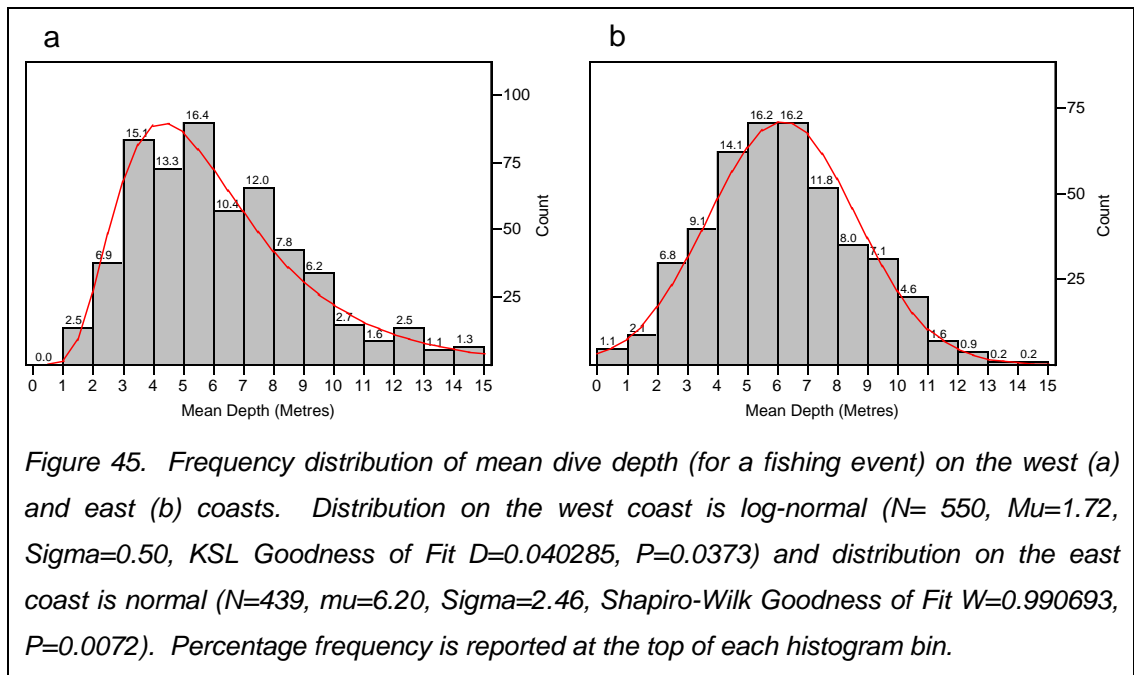 a
b
100
75
50
25
Count
0.0
2.5
6.9
15.1
13.3
16.4
10.4
12.0
7.8
6.2
2.7
1.6
2.5
1.1
1.3
0 1 2 3 4 5 6 7 8 9 10 11 12 13 14 15
Mean Depth (Metres)
75
50
25
Count
1.1
2.1
6.8
9.1
14.1
16.2
16.2
11.8
8.0
7.1
4.6
1.6
0.9
0.2
0.2
0 1 2 3 4 5 6 7 8 9 10 11 12 13 14 15
Mean Depth (Metres)
Figure 45. Frequency distribution of mean dive depth (for a fishing event) on the west (a)
and east (b) coasts. Distribution on the west coast is log-normal (N= 550, Mu=1.72,
Sigma=0.50, KSL Goodness of Fit D=0.040285, P=0.0373) and distribution on the east
coast is normal (N=439, mu=6.20, Sigma=2.46, Shapiro-Wilk Goodness of Fit W=0.990693,
P=0.0072). Percentage frequency is reported at the top of each histogram bin.